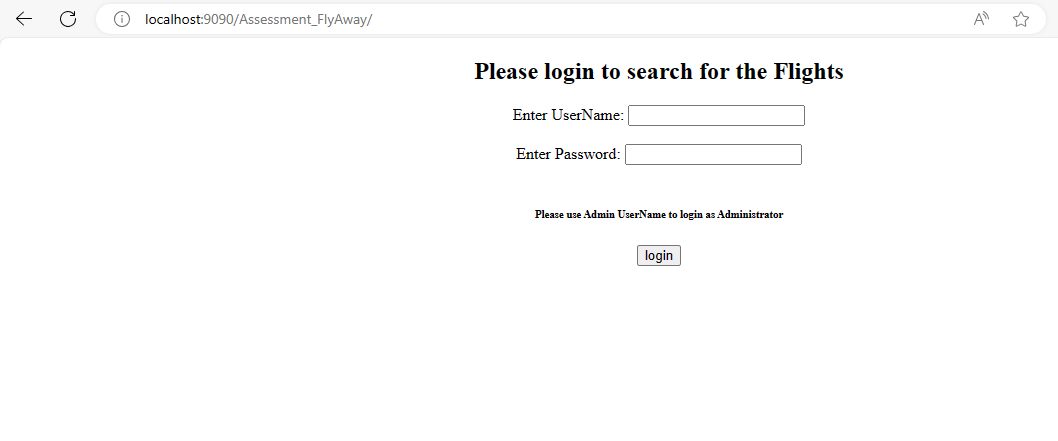 localhost:9090/Assessment_FlyAway/
Please login to search for the Flights
Enter UserName:
Enter Password:
Please use Admin UserName to login as Administrator
login